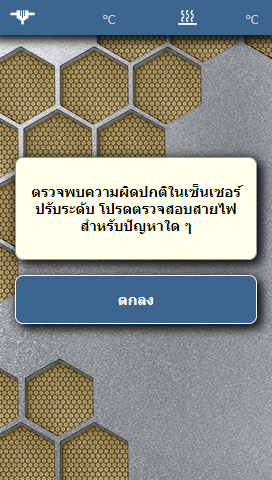 °C °C
ตรวจพบความผิดปกติในเซ็นเซอร์
ปรับระดับ โปรดตรวจสอบสายไฟ
สำหรับปัญหาใด ๆ
ตกลง